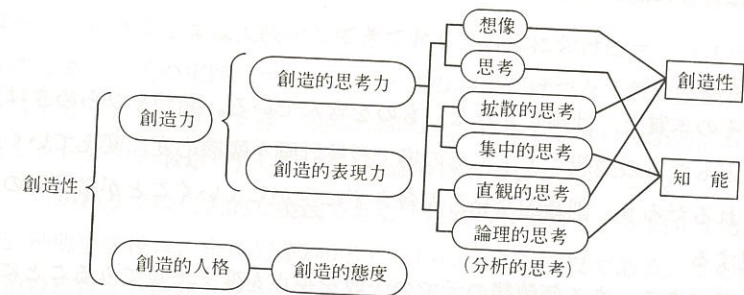 創造性
創造力
創造的思考力
創造的表現力
創造的人格
創造的態度
想像
思考
拡散的思考
集中的思考
直観的思考
論理的思考
(分析的思考)
創造性
知 能